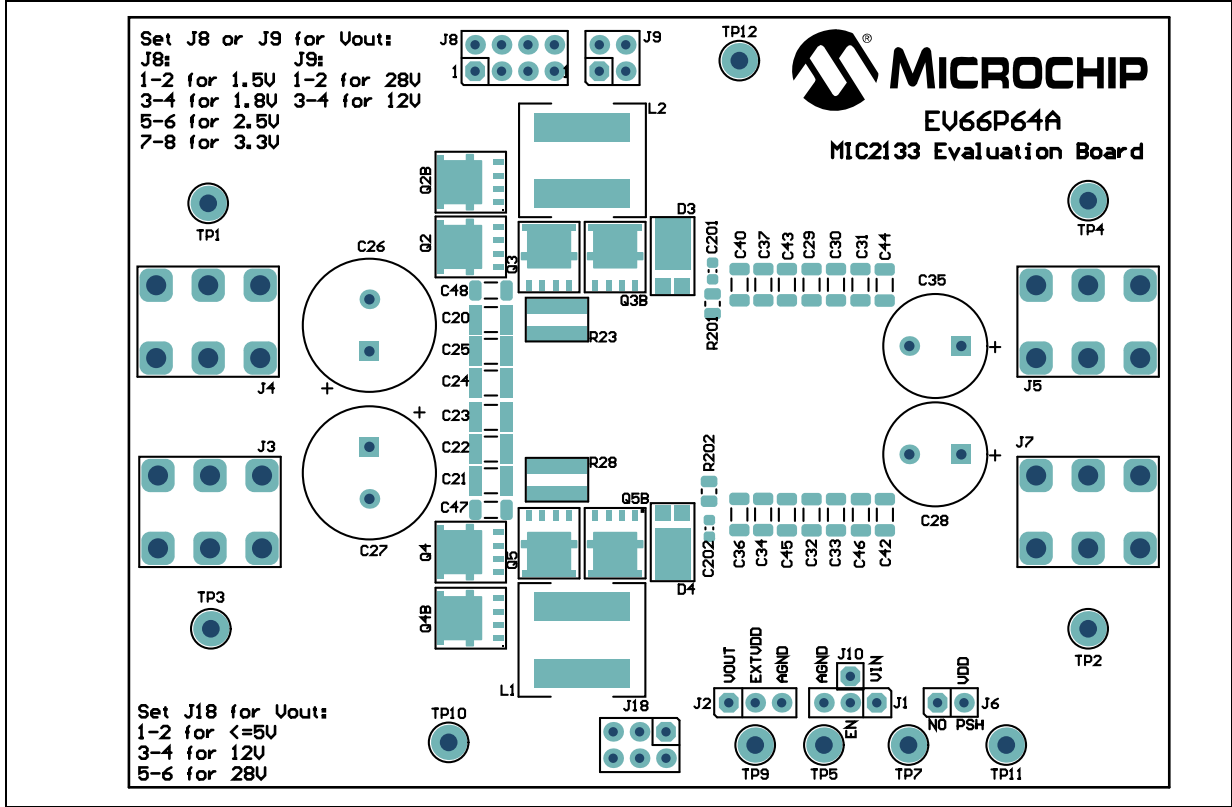 Set J8 or J9 for Vout:
J8: J9:
1-2 for 1.5V 1-2 for 28V
3-4 for 1.8V 3-4 for 12V
5-6 for 2.5V
7-8 for 3.3V
J8
1
1
J9
TP12
®
MICROCHIP
EV66P64A
MIC2133 Evaluation Board
L2
Q2B
Q2
Q3
Q3B
D3
C201
R201
C40
C37
C43
C29
C30
C31
C44
TP1
TP4
C26
+
C48
C20
C25
C24
C23
C22
C21
C47
R23
C35
+
J4
J5
J3
+
C27
R28
R202
Q5B
C202
D4
C36
C34
C45
C32
C33
C46
C42
+
C28
J7
Q4
Q5
Q4B
L1
TP3
TP2
Set J18 for Vout:
1-2 for <=5V
3-4 for 12V
5-6 for 28V
TP10
J18
VOUT
EXTVDD
AGND
J2
AGND
J10
VIN
EN
J1
VDD
J6
NO PSH
TP9
TP5
TP7
TP11